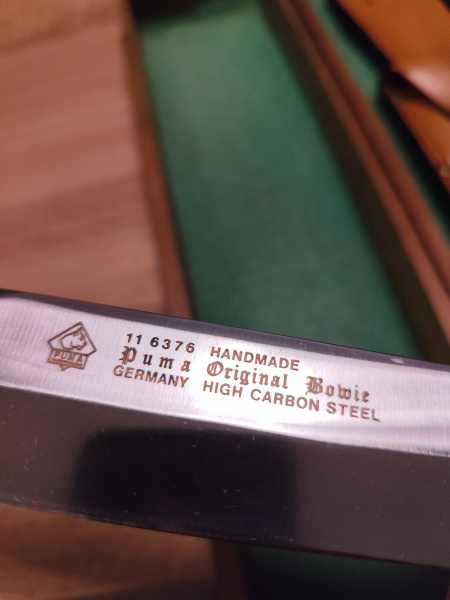 PUMA
11 6376 HANDMADE
Puma Original Bowie
GERMANY HIGH CARBON STEEL